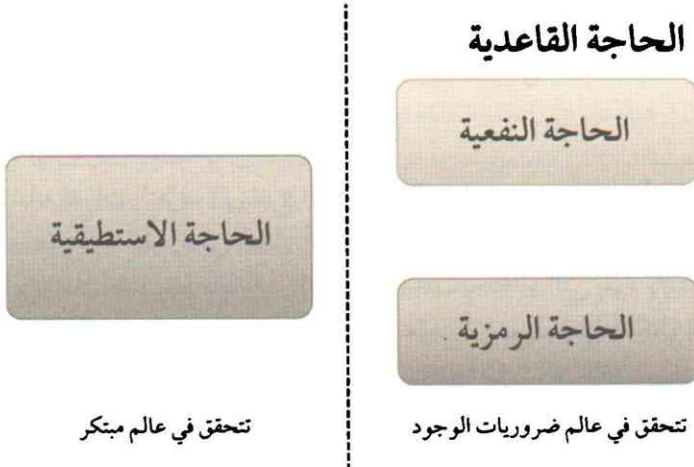 الحاجة القاعدية
الحاجة النفعية
الحاجة الرمزية
تتحقق في عالم ضروريات الوجود
الحاجة الاستطيقية
تتحقق في عالم مبتكر